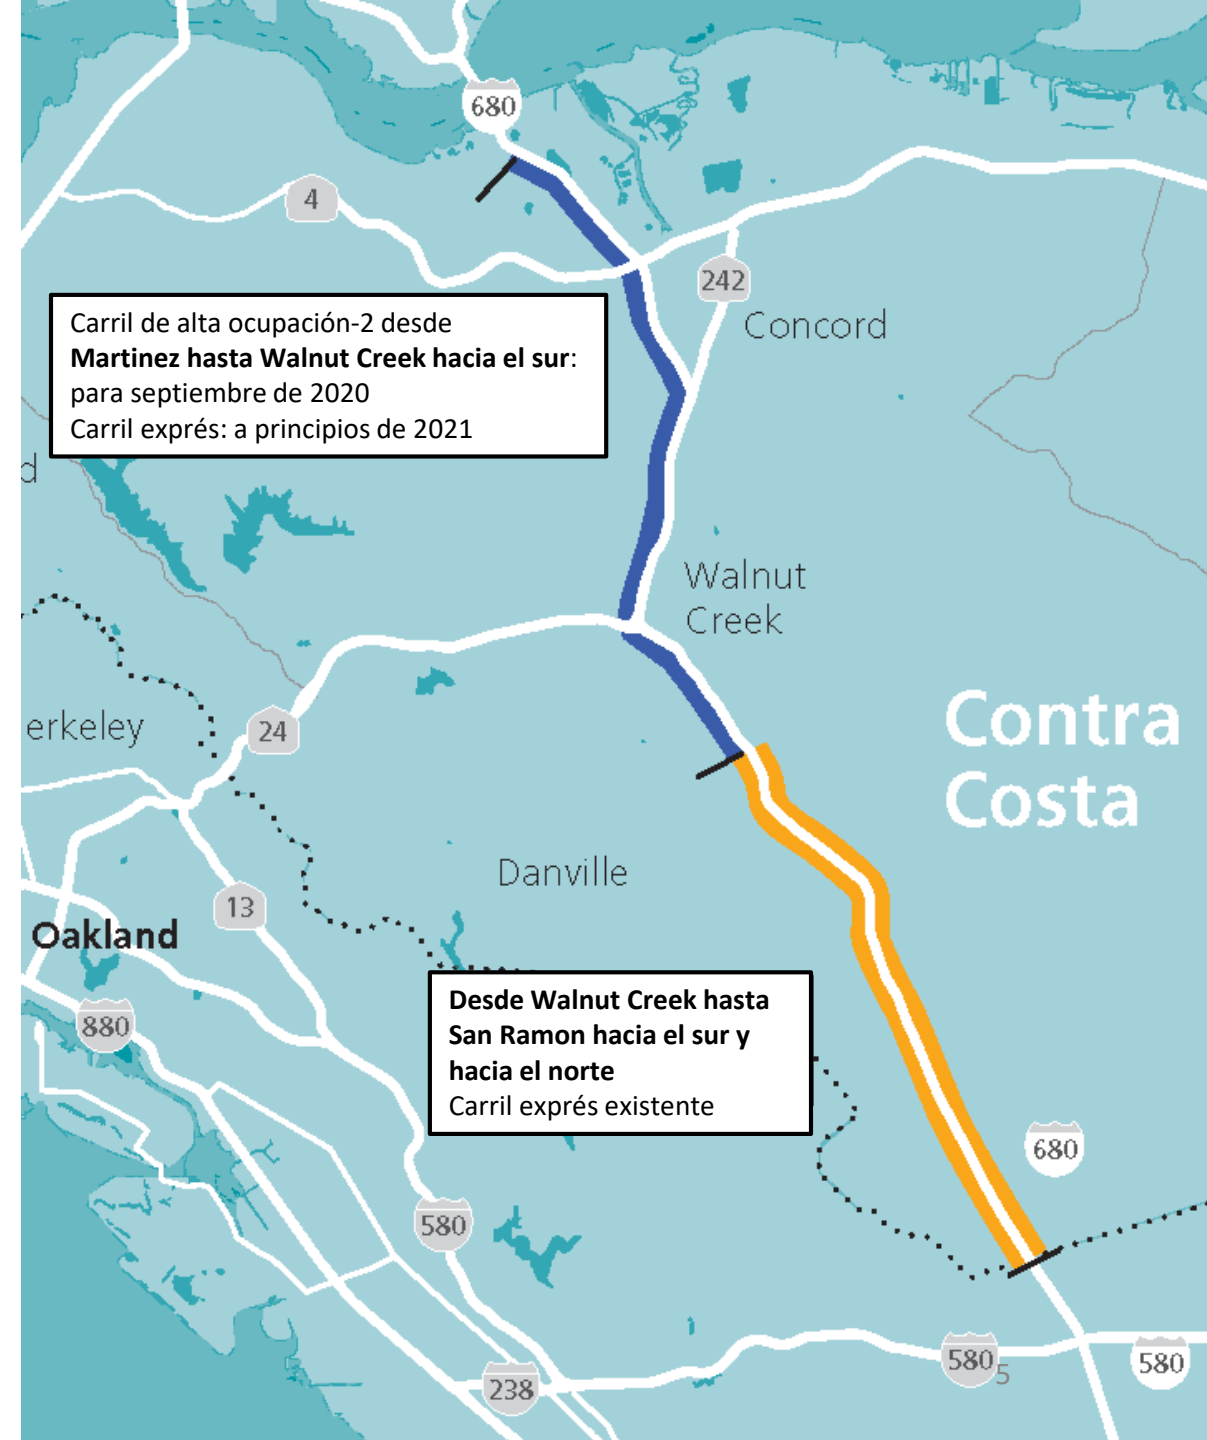 680
4
242
Concord
Carril de alta ocupación-2 desde
Martinez hasta Walnut Creek hacia el sur:
para septiembre de 2020
Carril exprés: a principios de 2021
d
Walnut
Creek
Contra
Costa
erkeley
24
Danville
13
Oakland
880
Desde Walnut Creek hasta
San Ramon hacia el sur y
hacia el norte
Carril exprés existente
680
580
580
5
580
238